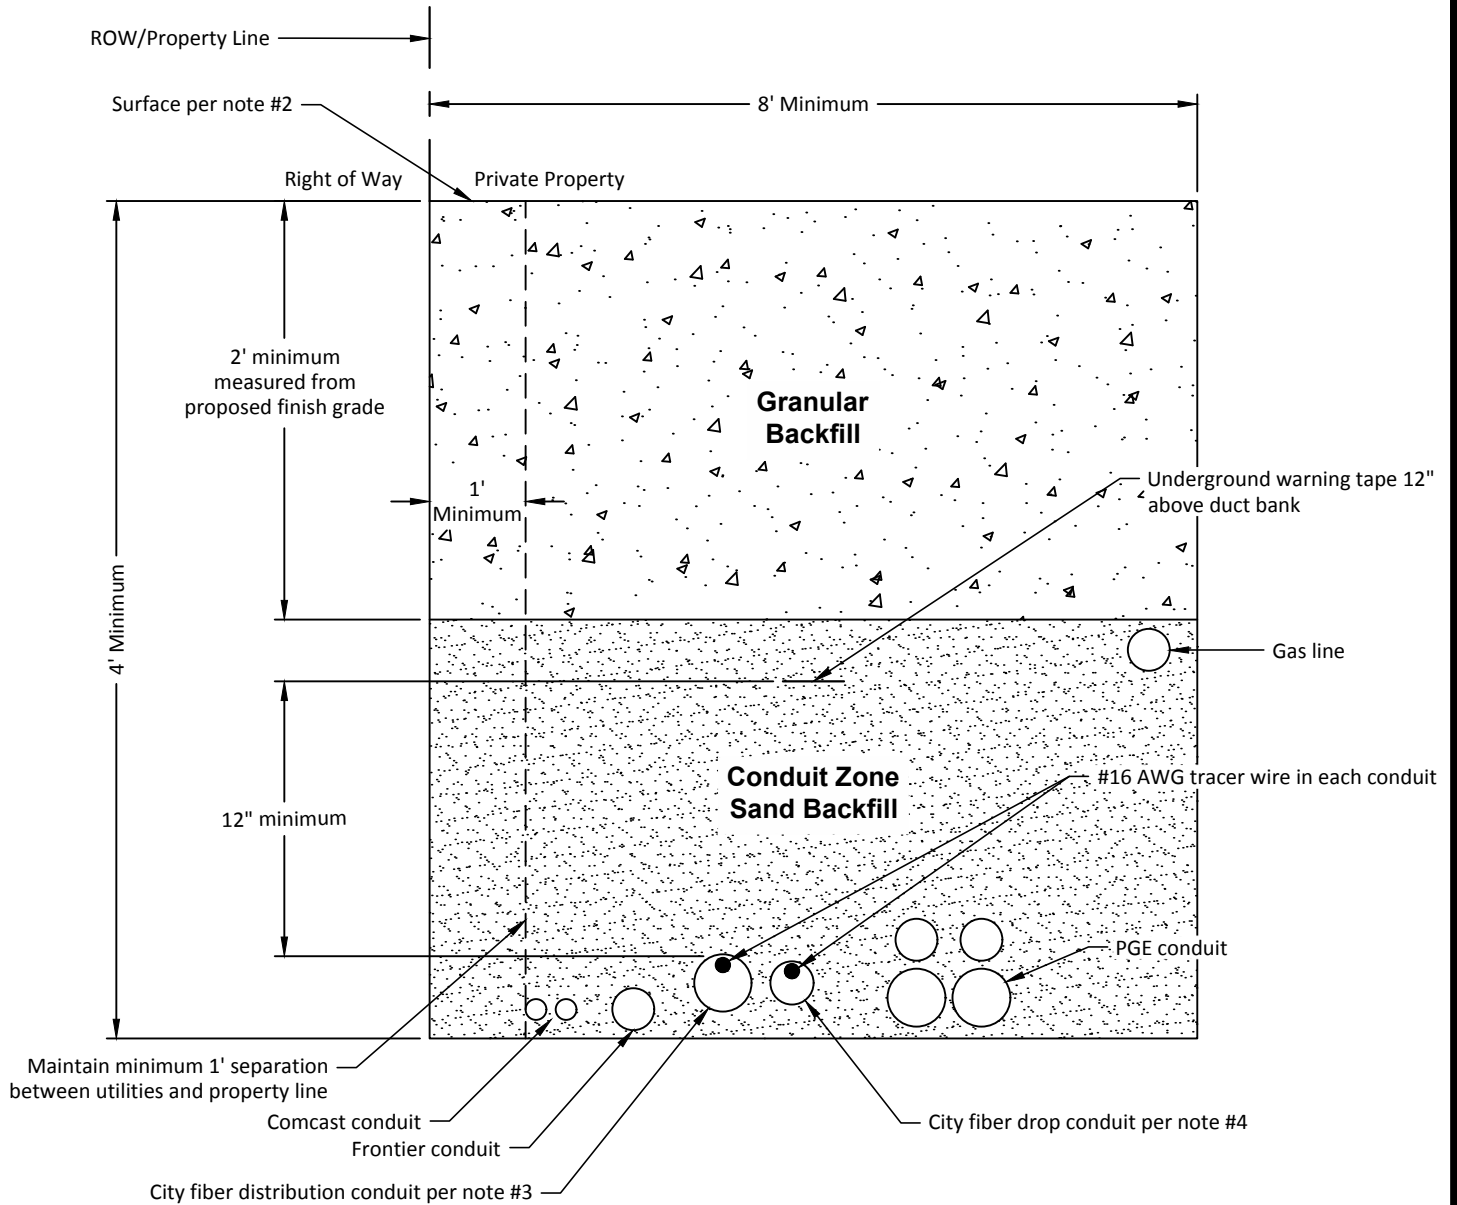 ROW/Property Line
Surface per note #2
8' Minimum
Right of Way
Private Property
2' minimum
measured from
proposed finish grade
Granular
Backfill
1'
Minimum
Underground warning tape 12"
above duct bank
4' Minimum
Gas line
Conduit Zone
Sand Backfill
#16 AWG tracer wire in each conduit
12" minimum
PGE conduit
Maintain minimum 1' separation
between utilities and property line
Comcast conduit
City fiber drop conduit per note #4
Frontier conduit
City fiber distribution conduit per note #3